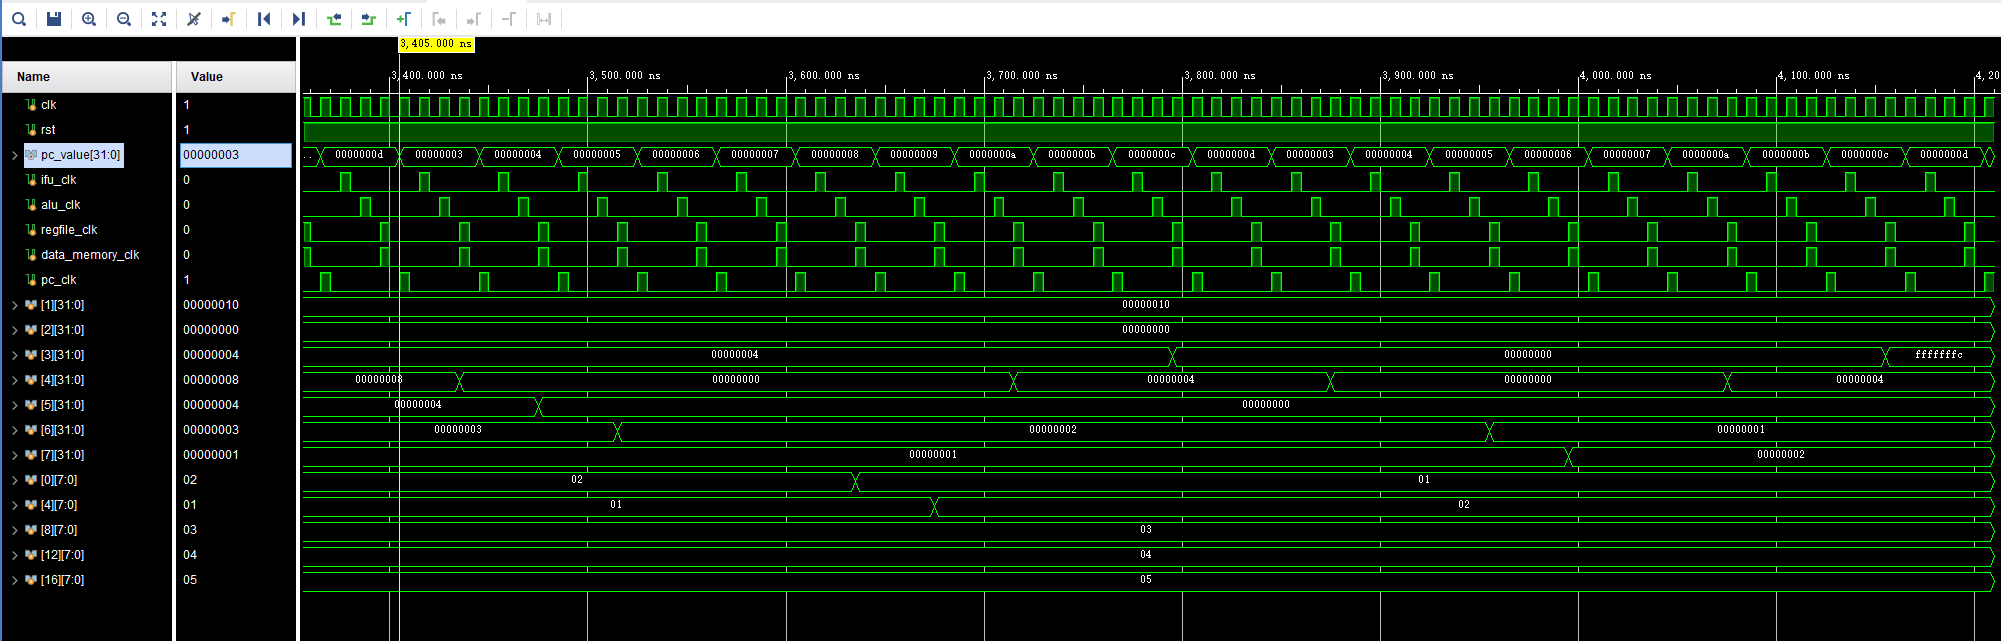 3,405.000 ns
Name Value
3,400.000 ns 3,500.000 ns 3,600.000 ns 3,700.000 ns 3,800.000 ns 3,900.000 ns 4,000.000 ns 4,100.000 ns 4,20
clk 1
rst 1
pc_value[31:0] 00000003 .. 0000000d 00000003 00000004 00000005 00000006 00000007 00000008 00000009 0000000a 0000000b 0000000c 0000000d 00000003 00000004 00000005 00000006 00000007 0000000a 0000000b 0000000c 0000000d
ifu_clk 0
alu_clk 0
regfile_clk 0
data_memory_clk 0
pc_clk 1
[1][31:0] 00000010 00000010
[2][31:0] 00000000 00000000
[3][31:0] 00000004 00000004 00000000 fffffffc
[4][31:0] 00000008 00000008 00000000 00000004 00000000 00000004
[5][31:0] 00000004 00000004 00000000
[6][31:0] 00000003 00000003 00000002 00000001
[7][31:0] 00000001 00000001 00000002
[0][7:0] 02 02 01
[4][7:0] 01 01 02
[8][7:0] 03 03
[12][7:0] 04 04
[16][7:0] 05 05